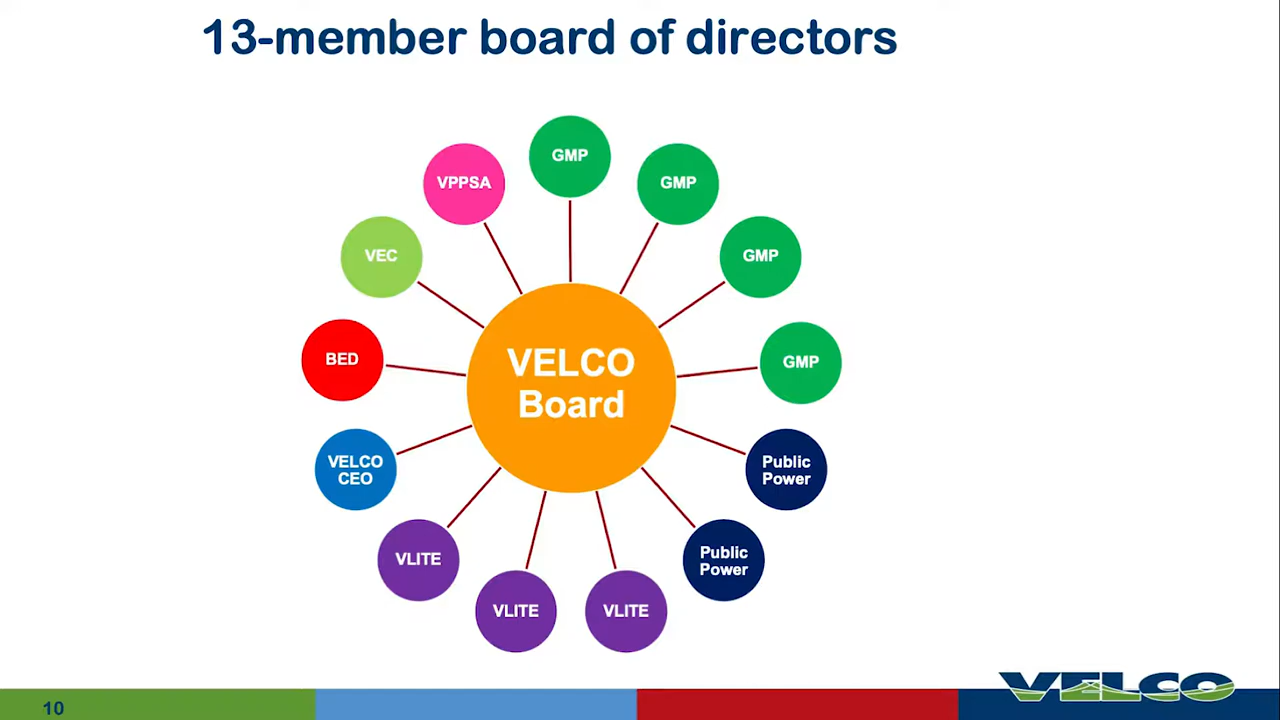 13-member board of directors
GMP
VPPSA
GMP
VEC
GMP
VELCO
Board
BED
GMP
VELCO
CEO
Public
Power
VLITE
Public
Power
VLITE
VLITE
10
VELCO